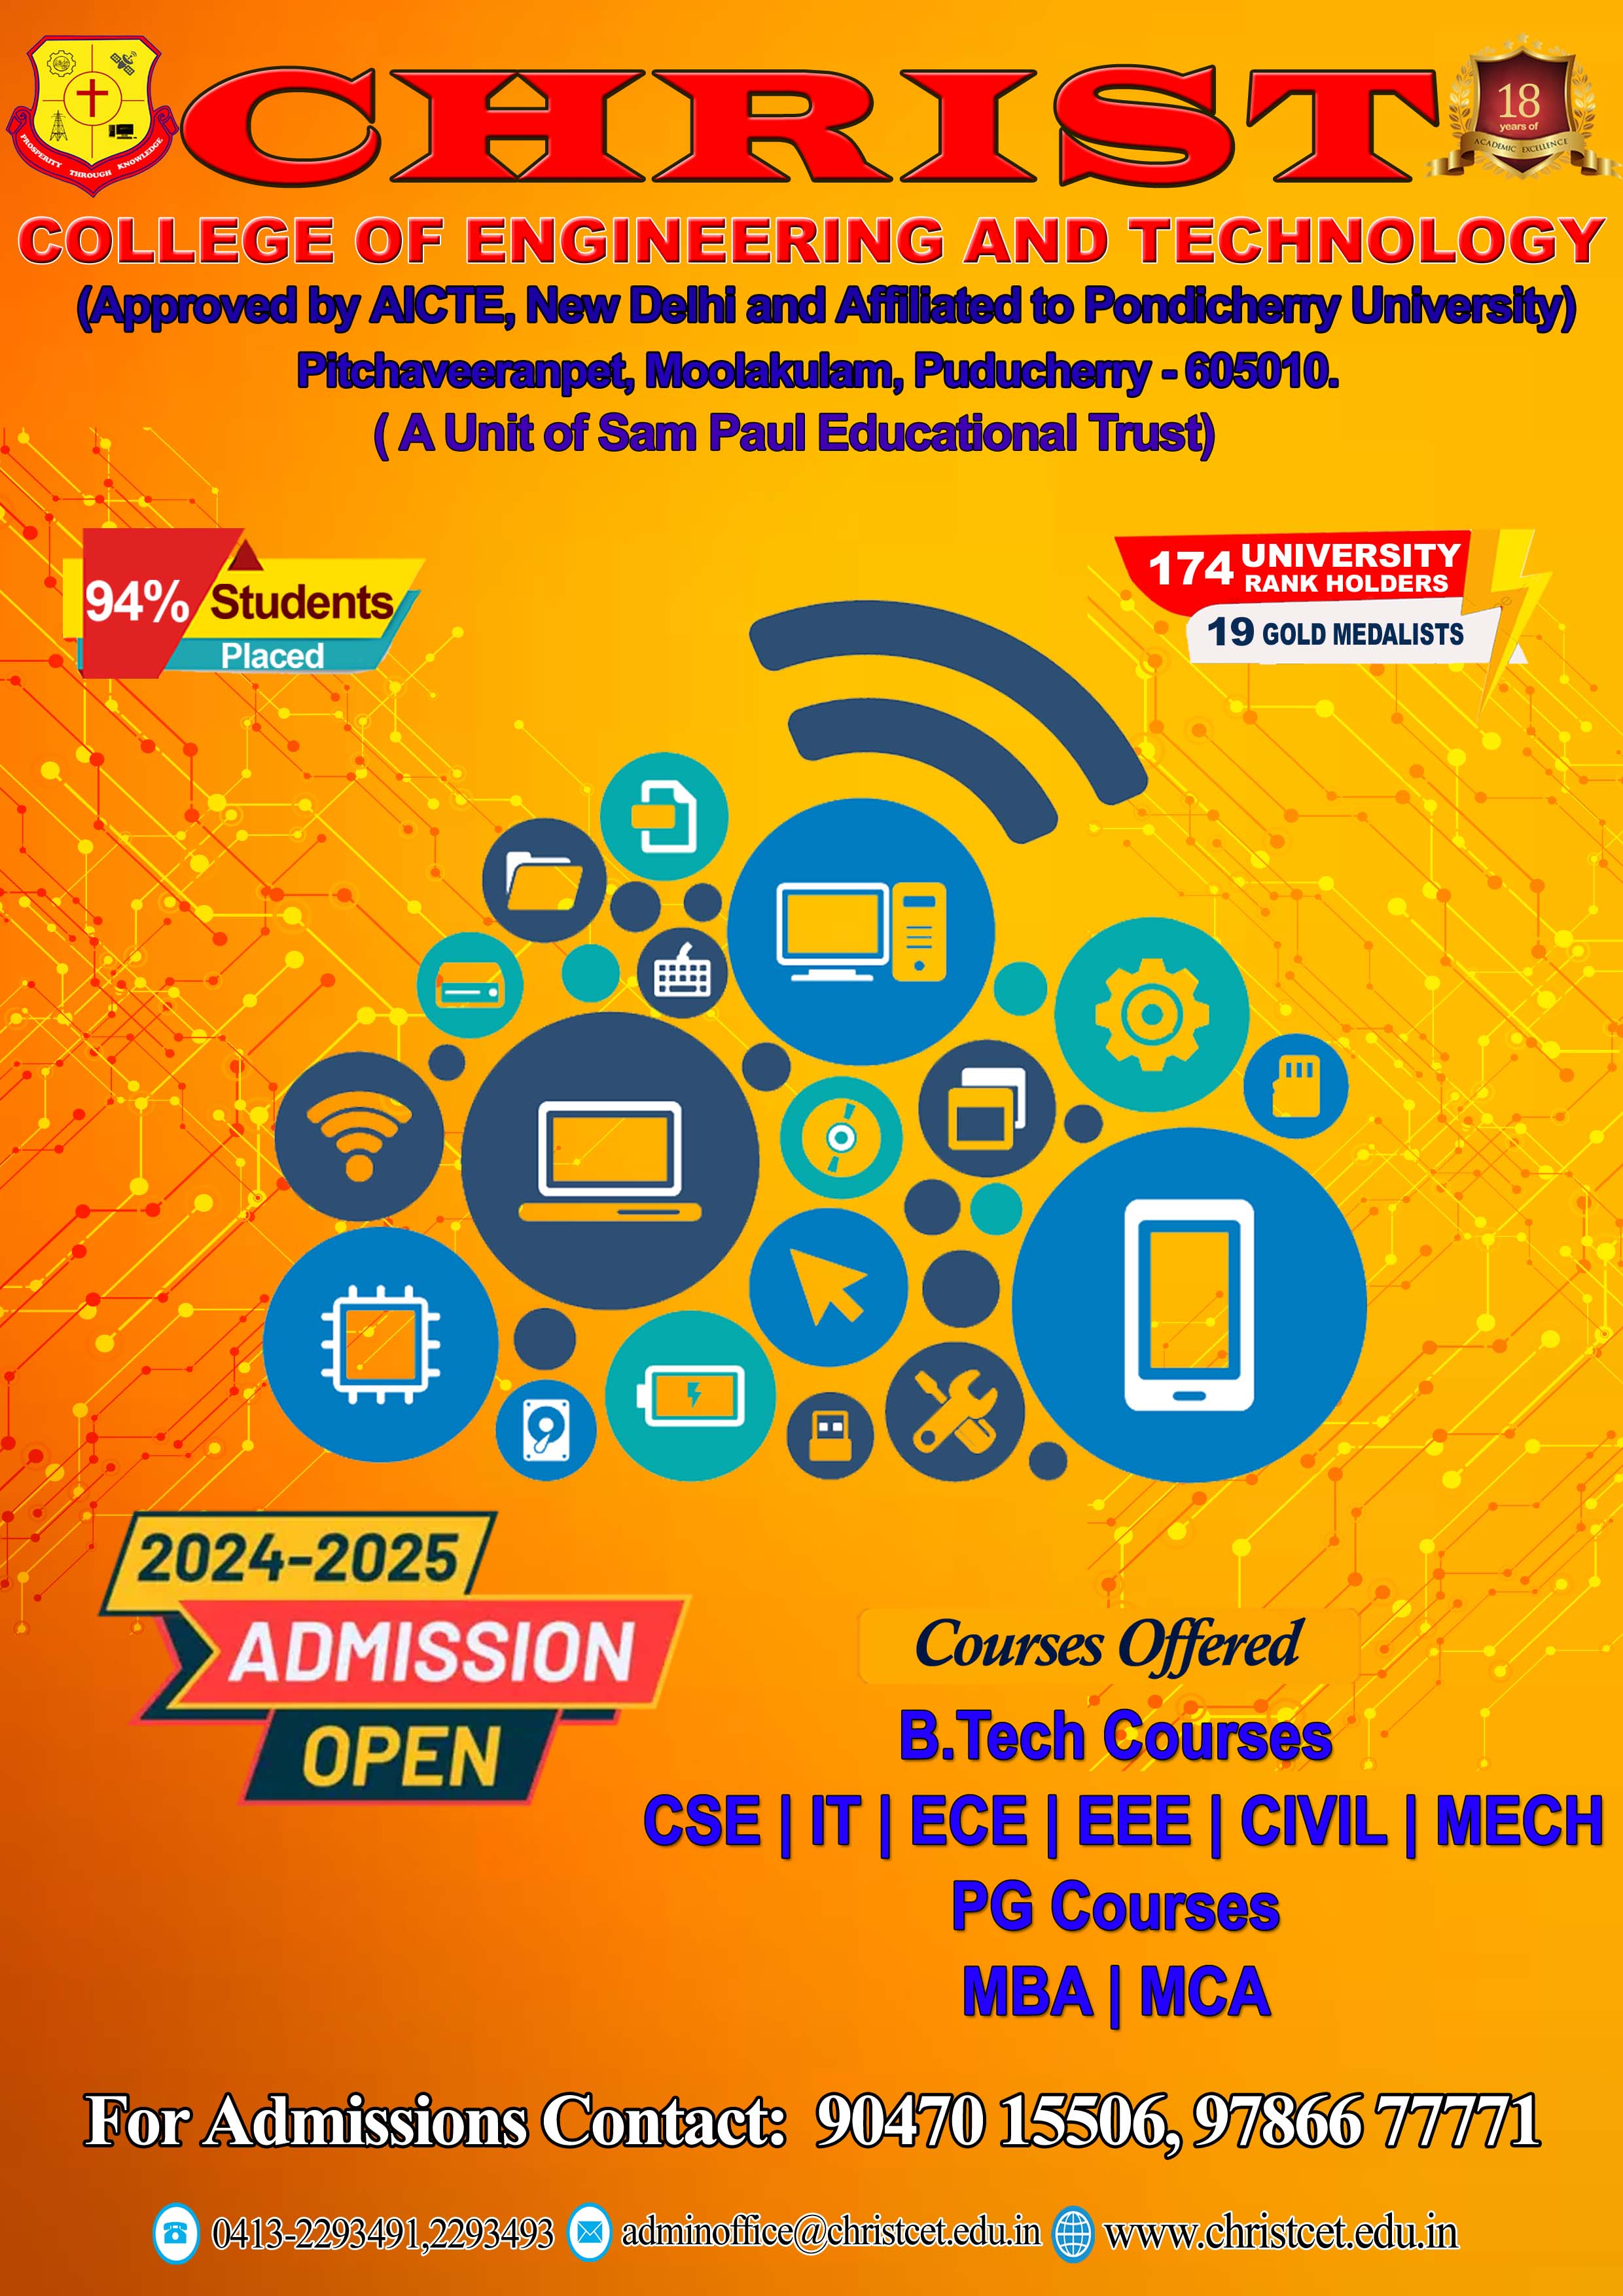 CHRIST
PROSPERITY THROUGH KNOWLEDGE
18
years of
ACADEMIC EXCELLENCE
COLLEGE OF ENGINEERING AND TECHNOLOGY
(Approved by AICTE, New Delhi and Affiliated to Pondicherry University)
Pitchaveeranpet, Moolakulam, Puducherry - 605010.
( A Unit of Sam Paul Educational Trust)
94% Students
Placed
174 UNIVERSITY
RANK HOLDERS
19 GOLD MEDALISTS
2024-2025
ADMISSION
OPEN
Courses Offered
B.Tech Courses
CSE | IT | ECE | EEE | CIVIL | MECH
PG Courses
MBA | MCA
For Admissions Contact: 90470 15506, 97866 77771
0413-2293491,2293493 adminoffice@christcet.edu.in www.christcet.edu.in